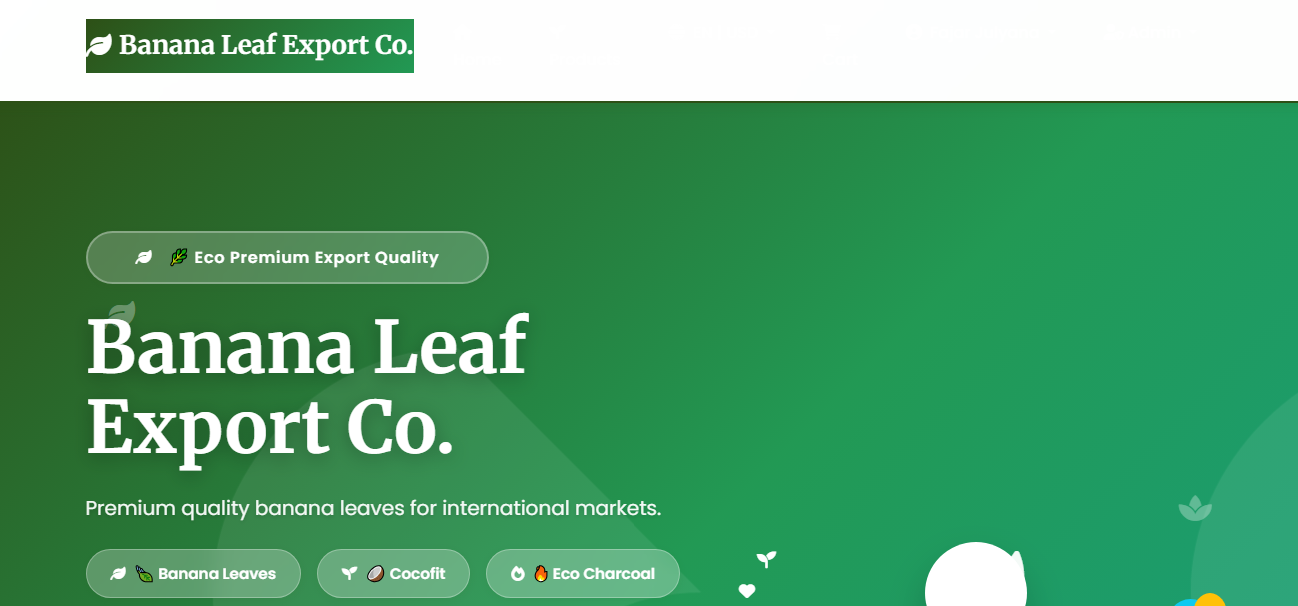 Banana Leaf Export Co.
Eco Premium Export Quality
Banana Leaf
Export Co.
Premium quality banana leaves for international markets.
Banana Leaves Cocofit Eco Charcoal